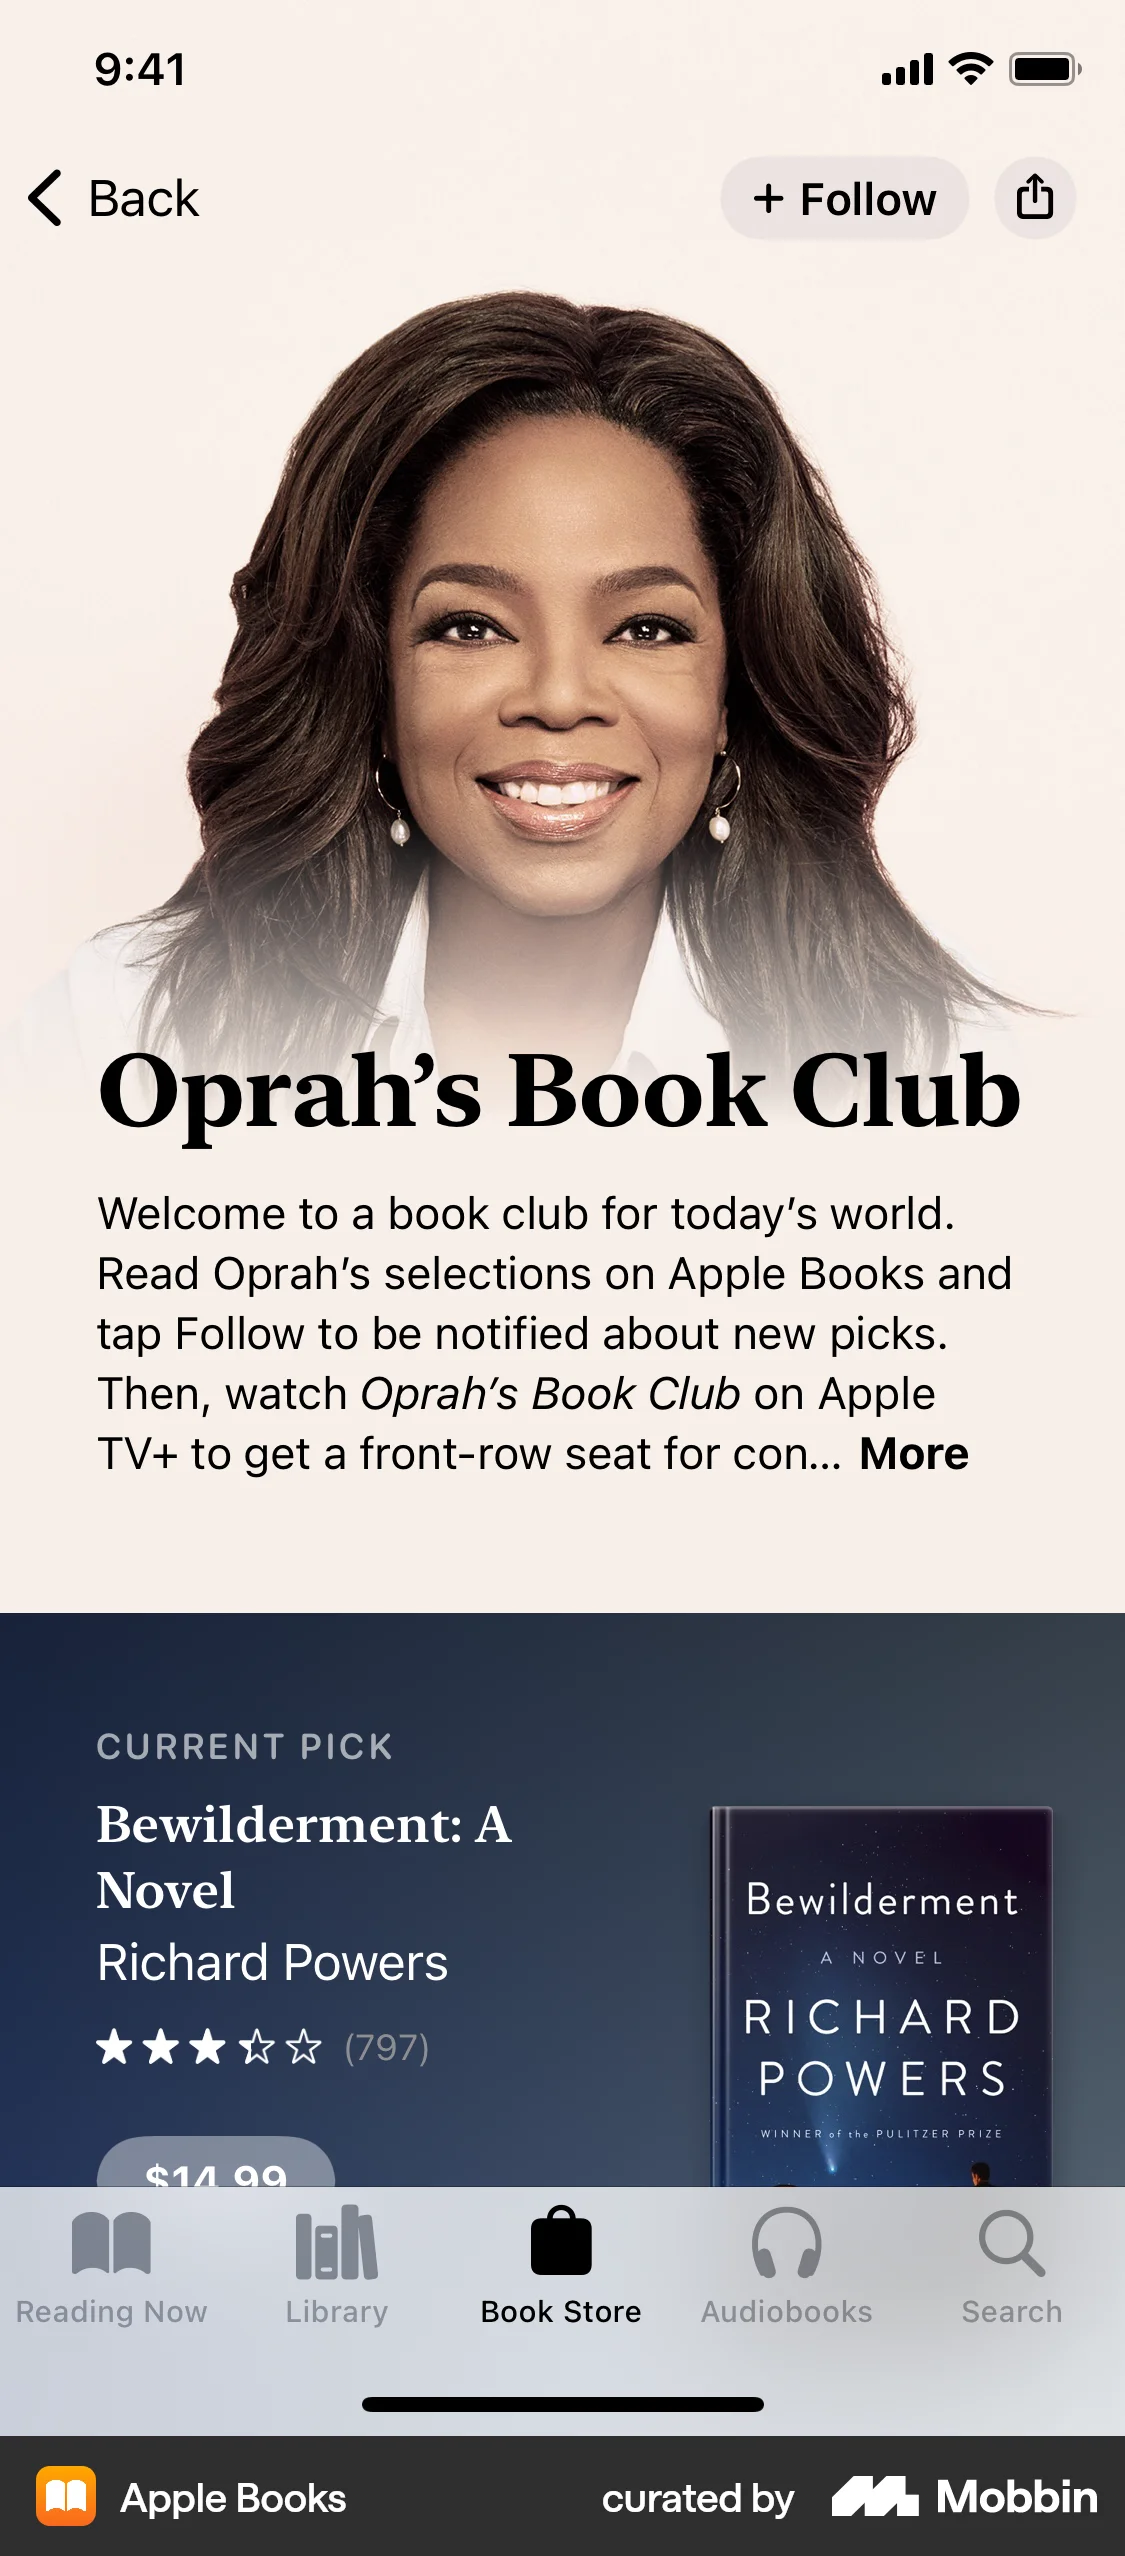 9:41
Back
+ Follow
Oprah’s Book Club
Welcome to a book club for today’s world.
Read Oprah’s selections on Apple Books and
tap Follow to be notified about new picks.
Then, watch Oprah’s Book Club on Apple
TV+ to get a front-row seat for con... More
CURRENT PICK
Bewilderment: A
Novel
Richard Powers
(797)
$14.99
Bewilderment
A NOVEL
RICHARD
POWERS
WINNER of the PULITZER PRIZE
Reading Now
Library
Book Store
Audiobooks
Search
Apple Books
curated by
Mobbin